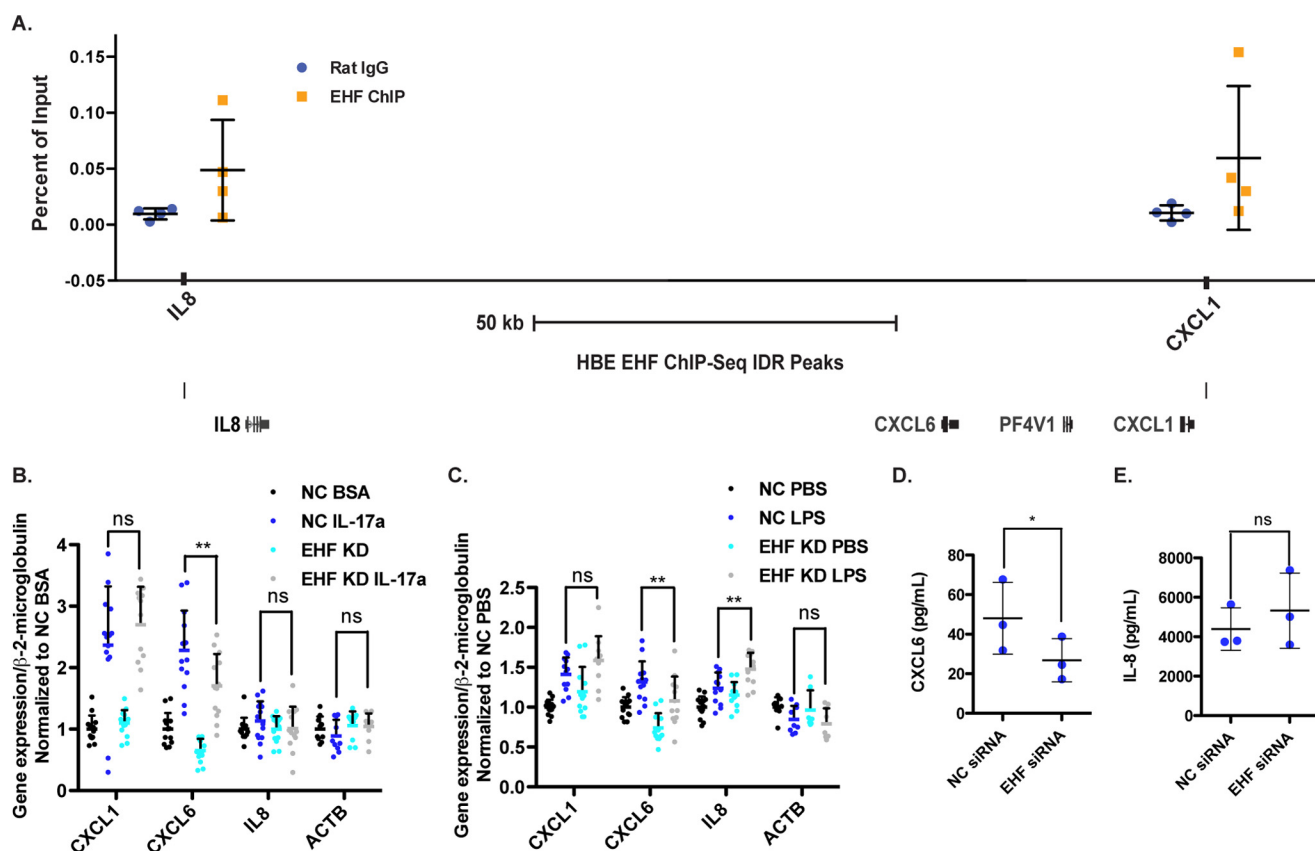 A.
Percent of Input
0.15
0.10
0.05
0.00
-0.05
Rat IgG
EHF ChIP
IL8
CXCL1
50 kb
HBE EHF ChIP-Seq IDR Peaks
IL8
CXCL6
PF4V1
CXCL1
B.
NC BSA
NC IL-17a
EHF KD
EHF KD IL-17a
Gene expression/β-2-microglobulin
Normalized to NC BSA
4
3
2
1
0
ns
**
ns
ns
CXCL1
CXCL6
IL8
ACTB
C.
NC PBS
NC LPS
EHF KD PBS
EHF KD LPS
Gene expression/β-2-microglobulin
Normalized to NC PBS
2.5
2.0
1.5
1.0
0.5
0.0
ns
**
**
ns
CXCL1
CXCL6
IL8
ACTB
D.
CXCL6 (pg/mL)
80
60
40
20
0
*
NC siRNA
EHF siRNA
E.
IL-8 (pg/mL)
8000
6000
4000
2000
0
ns
NC siRNA
EHF siRNA